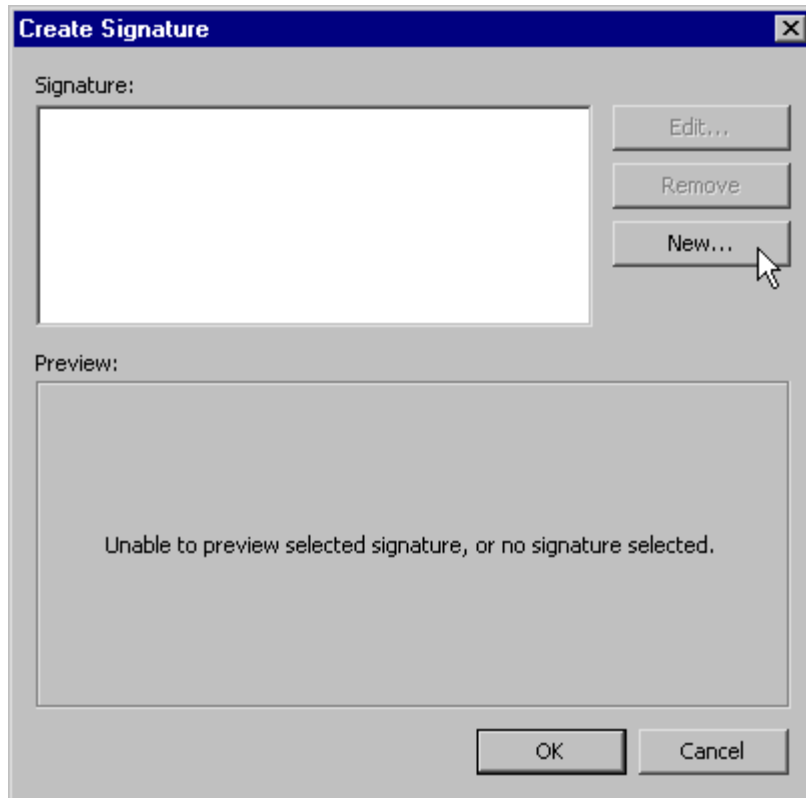 Create Signature
Signature:
Edit...
Remove
New...
Preview:
Unable to preview selected signature, or no signature selected.
OK
Cancel